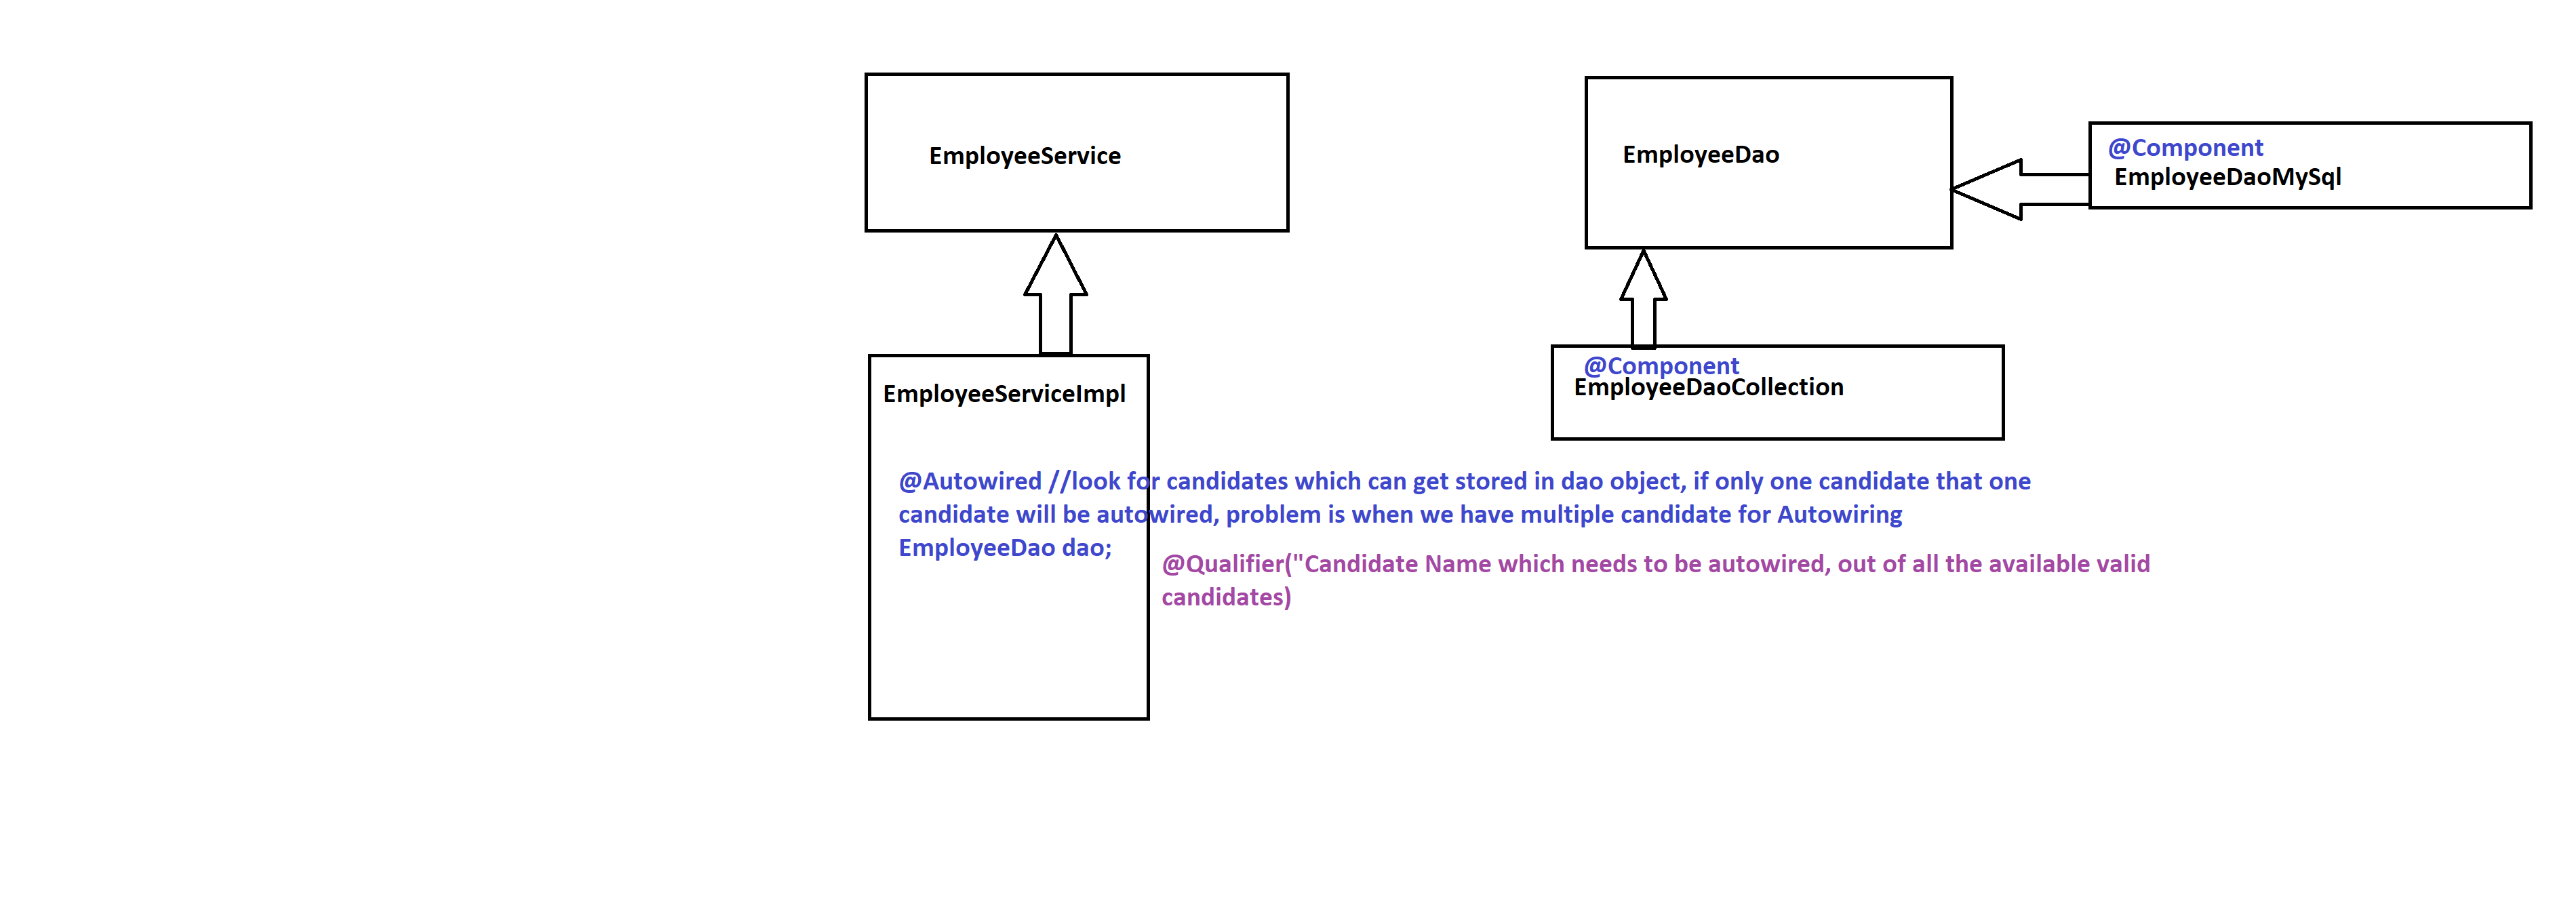 EmployeeService
EmployeeDao
@Component
EmployeeDaoMySql
@Component
EmployeeDaoCollection
EmployeeServiceImpl
@Autowired //look for candidates which can get stored in dao object, if only one candidate that one
candidate will be autowired, problem is when we have multiple candidate for Autowiring
EmployeeDao dao;
@Qualifier("Candidate Name which needs to be autowired, out of all the available valid
candidates)